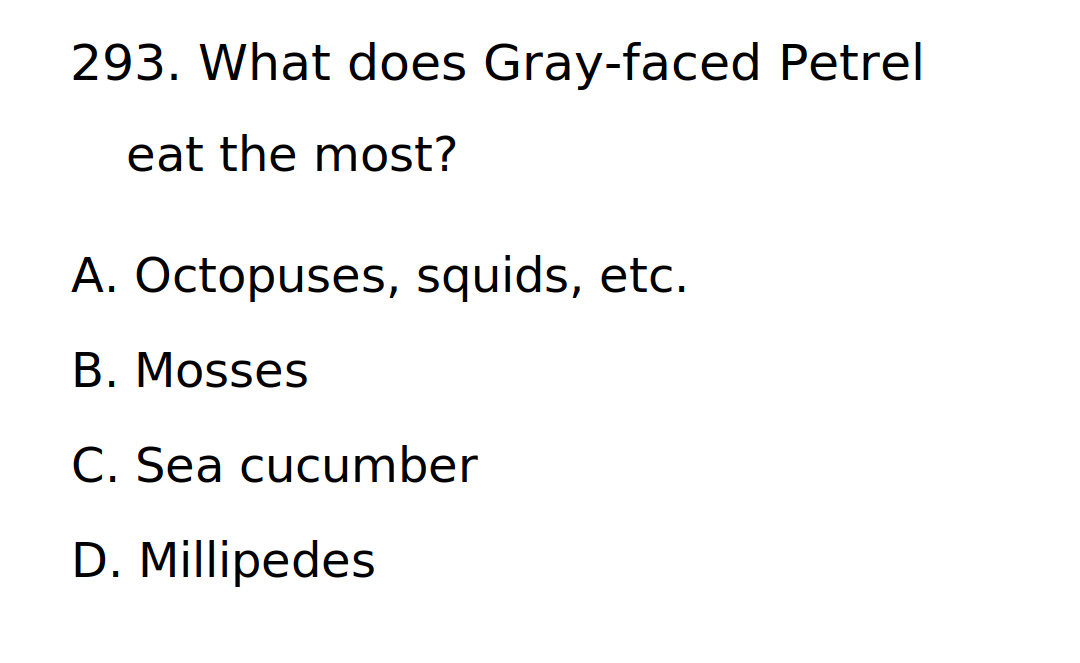 293. What does Gray-faced Petrel
eat the most?
A. Octopuses, squids, etc.
B. Mosses
C. Sea cucumber
D. Millipedes